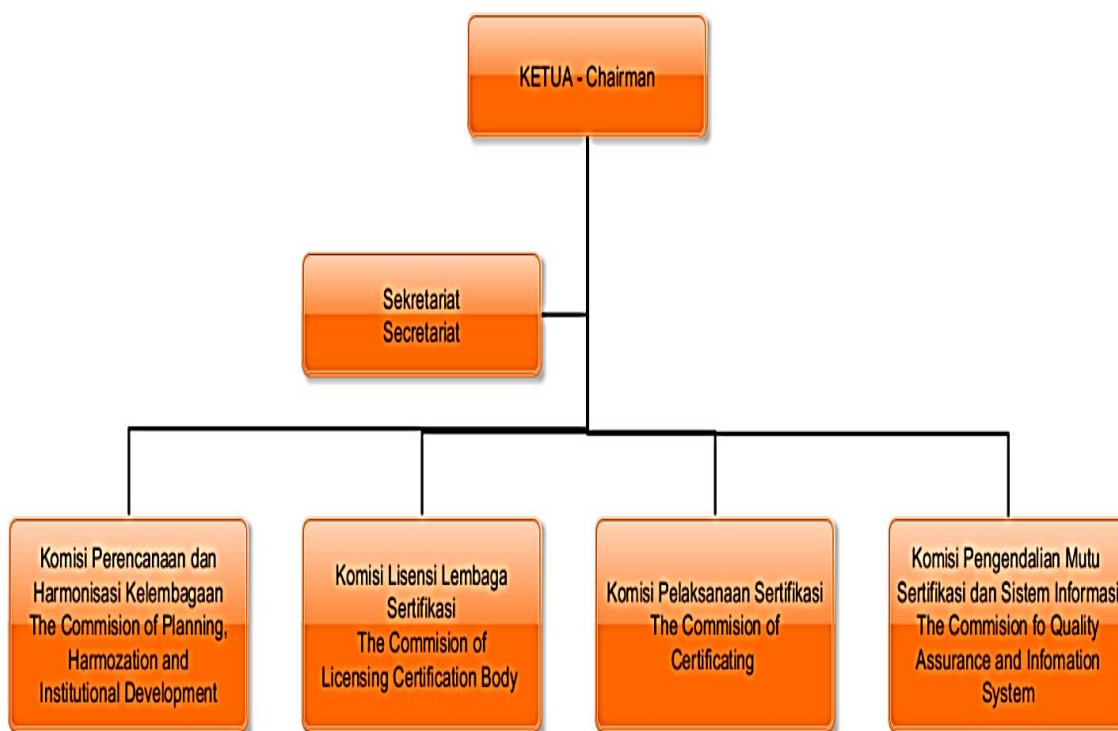 KETUA - Chairman
Sekretariat
Secretariat
Komisi Perencanaan dan
Harmonisasi Kelembagaan
The Commision of Planning,
Harmozation and
Institutional Development
Komisi Lisensi Lembaga
Sertifikasi
The Commision of
Licensing Certification Body
Komisi Pelaksanaan Sertifikasi
The Commision of
Certificating
Komisi Pengendalian Mutu
Sertifikasi dan Sistem Informasi
The Commision fo Quality
Assurance and Infomation
System